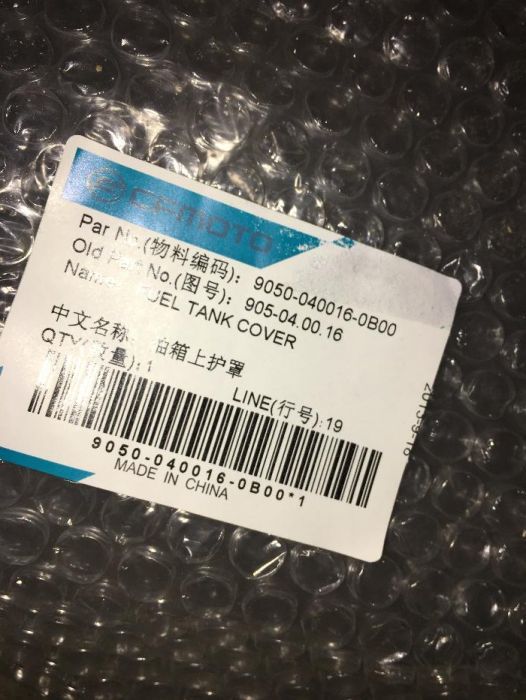 CFMOTO
Par No.(物料编码): 9050-040016-0B00
Old Part No.(图号): 905-04.00.16
Name: FUEL TANK COVER
中文名称: 油箱上护罩
QTY(数量):1
LINE(行号):19
9050-040016-0B00*1
MADE IN CHINA